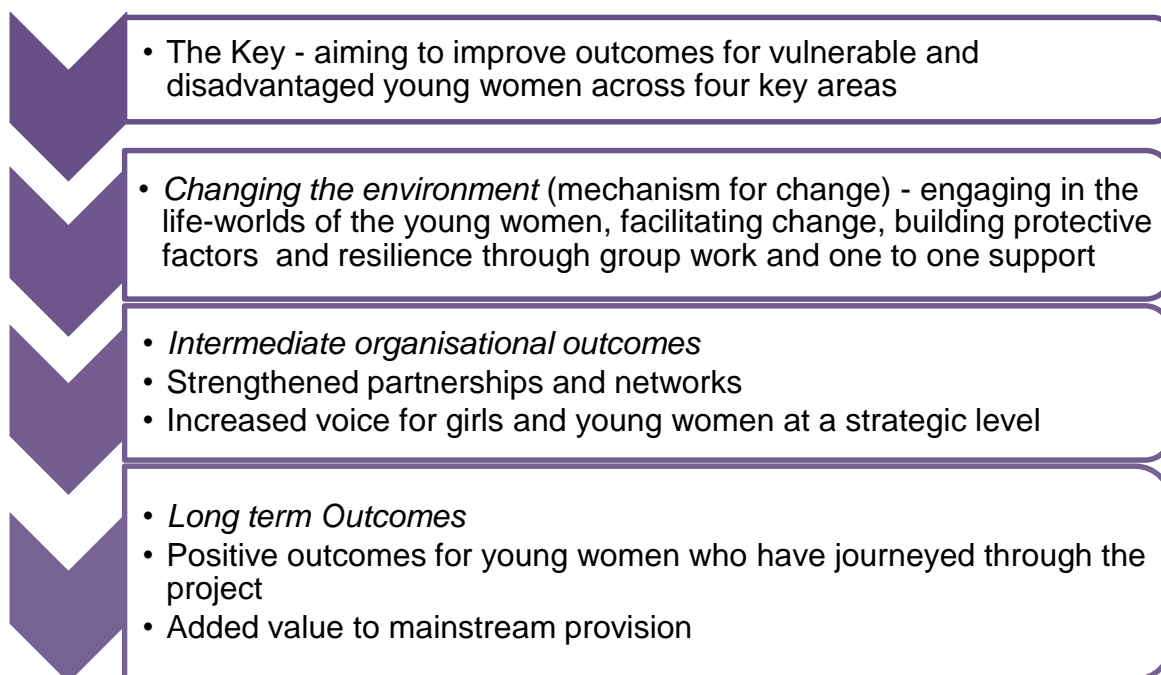 • The Key - aiming to improve outcomes for vulnerable and
disadvantaged young women across four key areas
• Changing the environment (mechanism for change) - engaging in the
life-worlds of the young women, facilitating change, building protective
factors  and resilience through group work and one to one support
• Intermediate organisational outcomes
• Strengthened partnerships and networks
• Increased voice for girls and young women at a strategic level
• Long term Outcomes
• Positive outcomes for young women who have journeyed through the
project
• Added value to mainstream provision